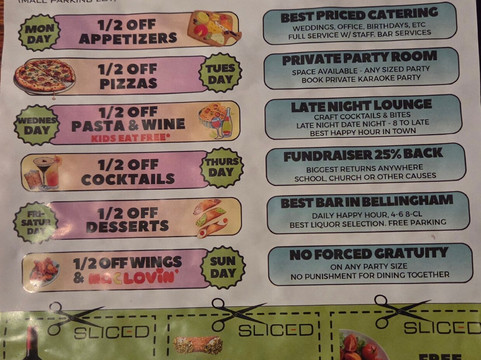 MON
DAY
1/2 OFF
APPETIZERS
1/2 OFF
PIZZAS
TUES
DAY
WEDNES
DAY
1/2 OFF
PASTA & WINE
KIDS EAT FREE*
1/2 OFF
COCKTAILS
THURS
DAY
FRI-
SATUR
DAY
1/2 OFF
DESSERTS
1/2 OFF WINGS
&
LOVIN'
SUN
DAY
BEST PRICED CATERING
WEDDINGS, OFFICE, BIRTHDAYS, ETC
FULL SERVICE W/ STAFF, BAR SERVICES
PRIVATE PARTY ROOM
SPACE AVAILABLE - ANY SIZED PARTY
BOOK PRIVATE KARAOKE PARTY
LATE NIGHT LOUNGE
CRAFT COCKTAILS & BITES
LATE NIGHT DATE NIGHT - 8 TO LATE
BEST HAPPY HOUR IN TOWN
FUNDRAISER 25% BACK
BIGGEST RETURNS ANYWHERE
SCHOOL, CHURCH OR OTHER CAUSES
BEST BAR IN BELLINGHAM
DAILY HAPPY HOUR, 4-6 8-CL
BEST LIQUOR SELECTION. FREE PARKING
NO FORCED GRATUITY
ON ANY PARTY SIZE
NO PUNISHMENT FOR DINING TOGETHER
SLICED
SLICED
SLICED
FREE